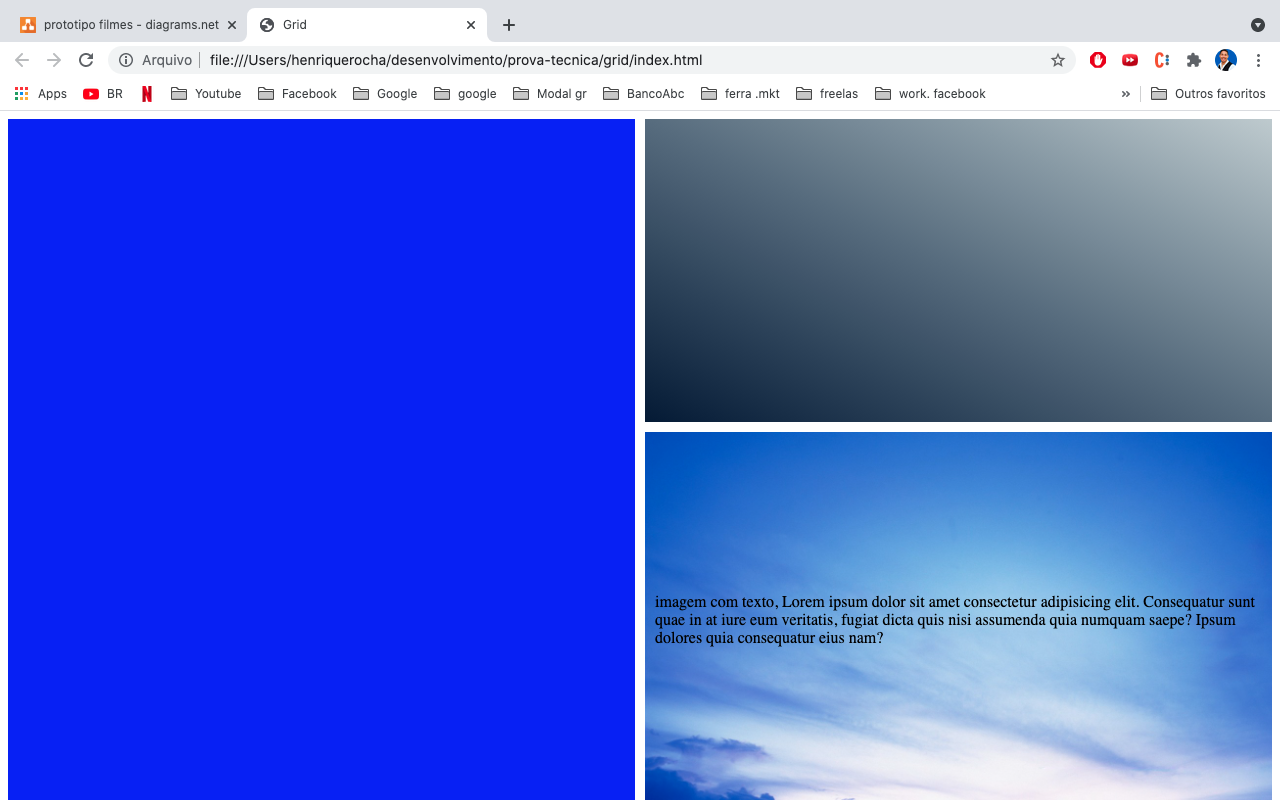 prototipo filmes - diagrams.net
Grid
Arquivo
file:///Users/henriquerocha/desenvolvimento/prova-tecnica/grid/index.html
Apps BR N Youtube Facebook Google google Modal gr BancoAbc ferra .mkt freelas work. facebook » Outros favoritos
imagem com texto, Lorem ipsum dolor sit amet consectetur adipisicing elit. Consequatur sunt
quae in at iure eum veritatis, fugiat dicta quis nisi assumenda quia numquam saepe? Ipsum
dolores quia consequatur eius nam?